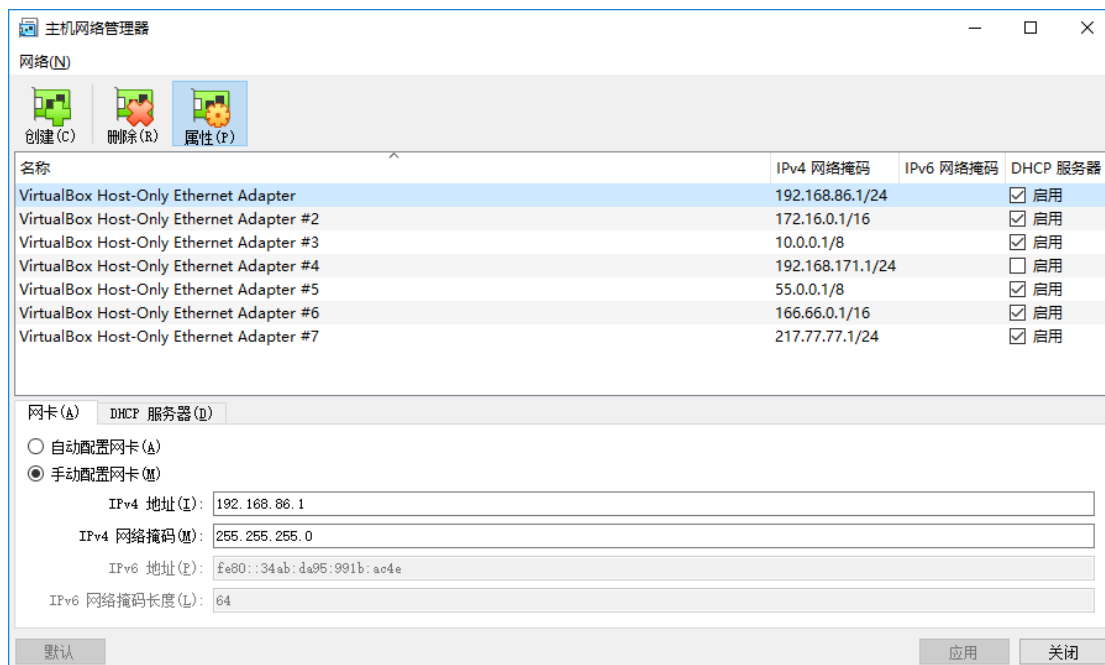 主机网络管理器
网络(N)
创建(C) 删除(R) 属性(P)
名称 IPv4 网络掩码 IPv6 网络掩码 DHCP 服务器
VirtualBox Host-Only Ethernet Adapter 192.168.86.1/24 启用
VirtualBox Host-Only Ethernet Adapter #2 172.16.0.1/16 启用
VirtualBox Host-Only Ethernet Adapter #3 10.0.0.1/8 启用
VirtualBox Host-Only Ethernet Adapter #4 192.168.171.1/24 启用
VirtualBox Host-Only Ethernet Adapter #5 55.0.0.1/8 启用
VirtualBox Host-Only Ethernet Adapter #6 166.66.0.1/16 启用
VirtualBox Host-Only Ethernet Adapter #7 217.77.77.1/24 启用
网卡(A) DHCP 服务器(D)
自动配置网卡(A)
手动配置网卡(M)
IPv4 地址(I): 192.168.86.1
IPv4 网络掩码(M): 255.255.255.0
IPv6 地址(P): fe80::34ab:da95:991b:ac4e
IPv6 网络掩码长度(L): 64
默认 应用 关闭